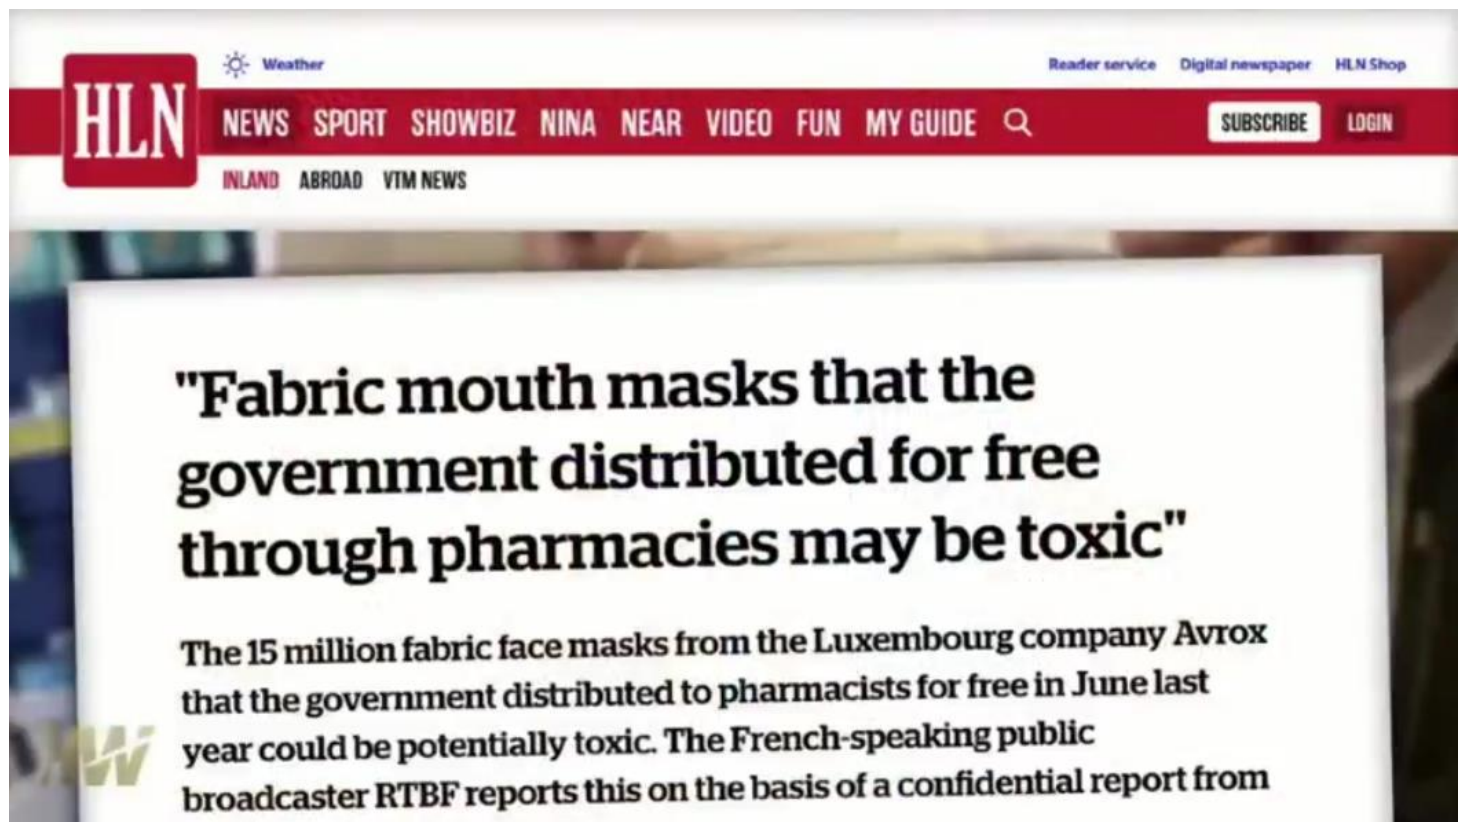 Weather
Reader service Digital newspaper HLN Shop
HLN
NEWS SPORT SHOWBIZ NINA NEAR VIDEO FUN MY GUIDE
SUBSCRIBE LOGIN
INLAND ABROAD VTM NEWS
"Fabric mouth masks that the
government distributed for free
through pharmacies may be toxic"
The 15 million fabric face masks from the Luxembourg company Avrox
that the government distributed to pharmacists for free in June last
year could be potentially toxic. The French-speaking public
broadcaster RTBF reports this on the basis of a confidential report from